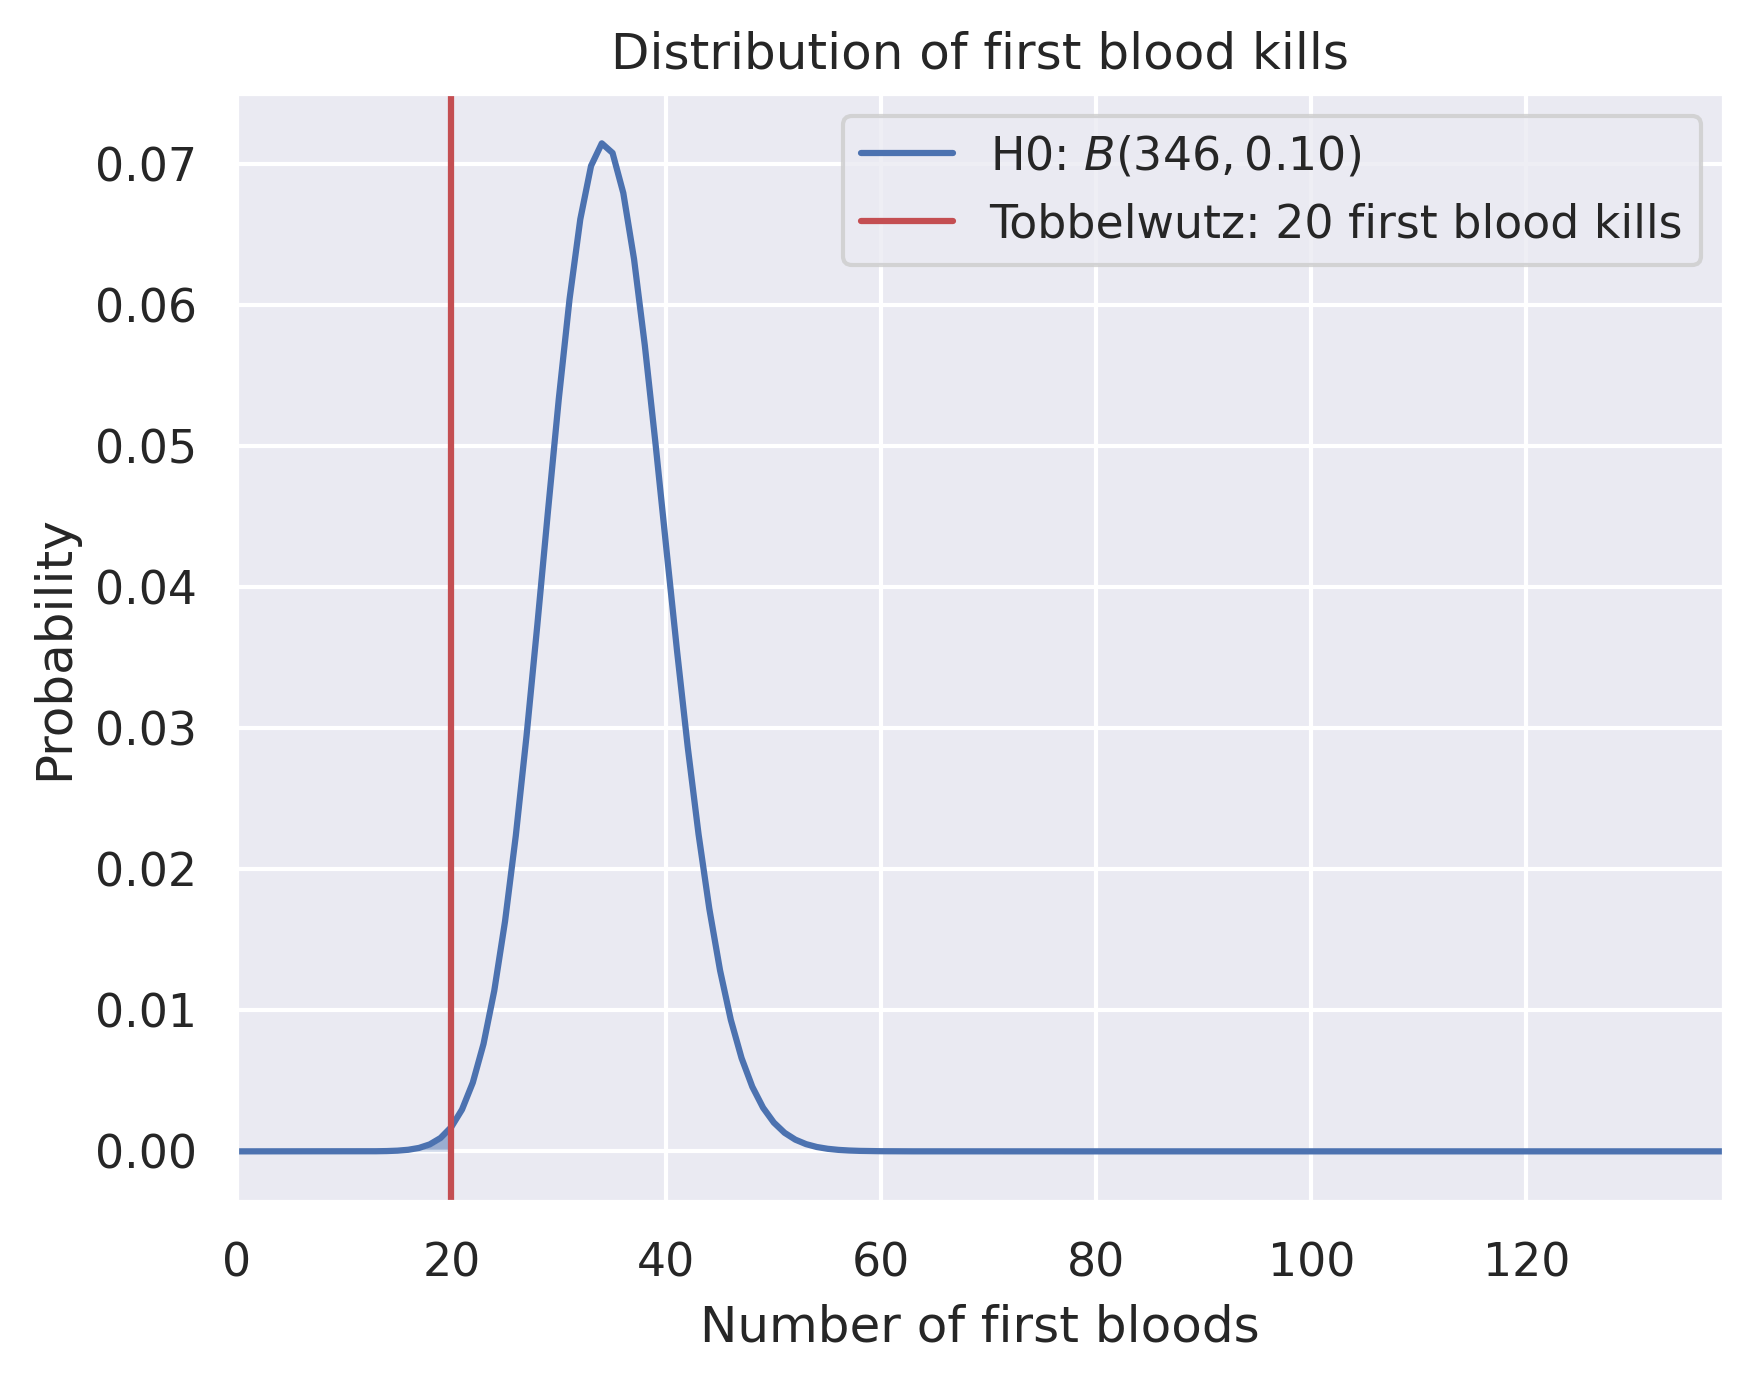 Distribution of first blood kills
H0: B(346, 0.10)
Tobbelwutz: 20 first blood kills
Probability
0.07
0.06
0.05
0.04
0.03
0.02
0.01
0.00
0 20 40 60 80 100 120
Number of first bloods